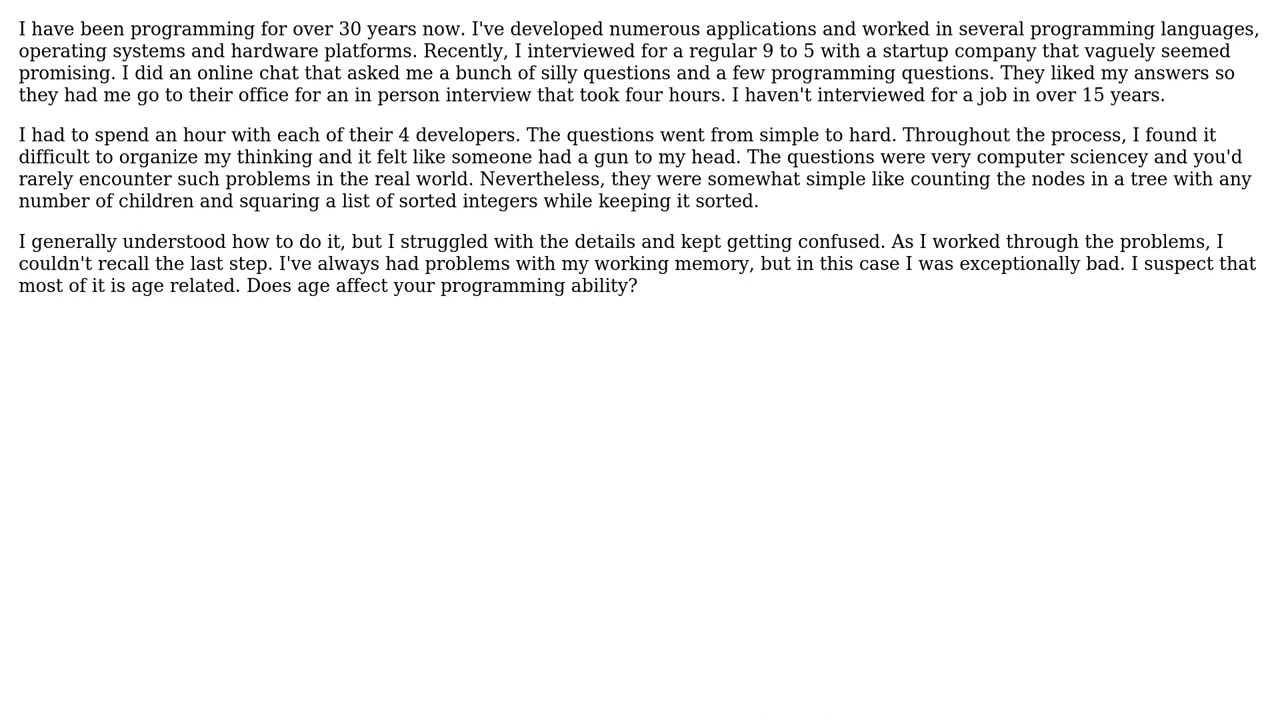 I have been programming for over 30 years now. I've developed numerous applications and worked in several programming languages,
operating systems and hardware platforms. Recently, I interviewed for a regular 9 to 5 with a startup company that vaguely seemed
promising. I did an online chat that asked me a bunch of silly questions and a few programming questions. They liked my answers so
they had me go to their office for an in person interview that took four hours. I haven't interviewed for a job in over 15 years.
I had to spend an hour with each of their 4 developers. The questions went from simple to hard. Throughout the process, I found it
difficult to organize my thinking and it felt like someone had a gun to my head. The questions were very computer sciencey and you'd
rarely encounter such problems in the real world. Nevertheless, they were somewhat simple like counting the nodes in a tree with any
number of children and squaring a list of sorted integers while keeping it sorted.
I generally understood how to do it, but I struggled with the details and kept getting confused. As I worked through the problems, I
couldn't recall the last step. I've always had problems with my working memory, but in this case I was exceptionally bad. I suspect that
most of it is age related. Does age affect your programming ability?